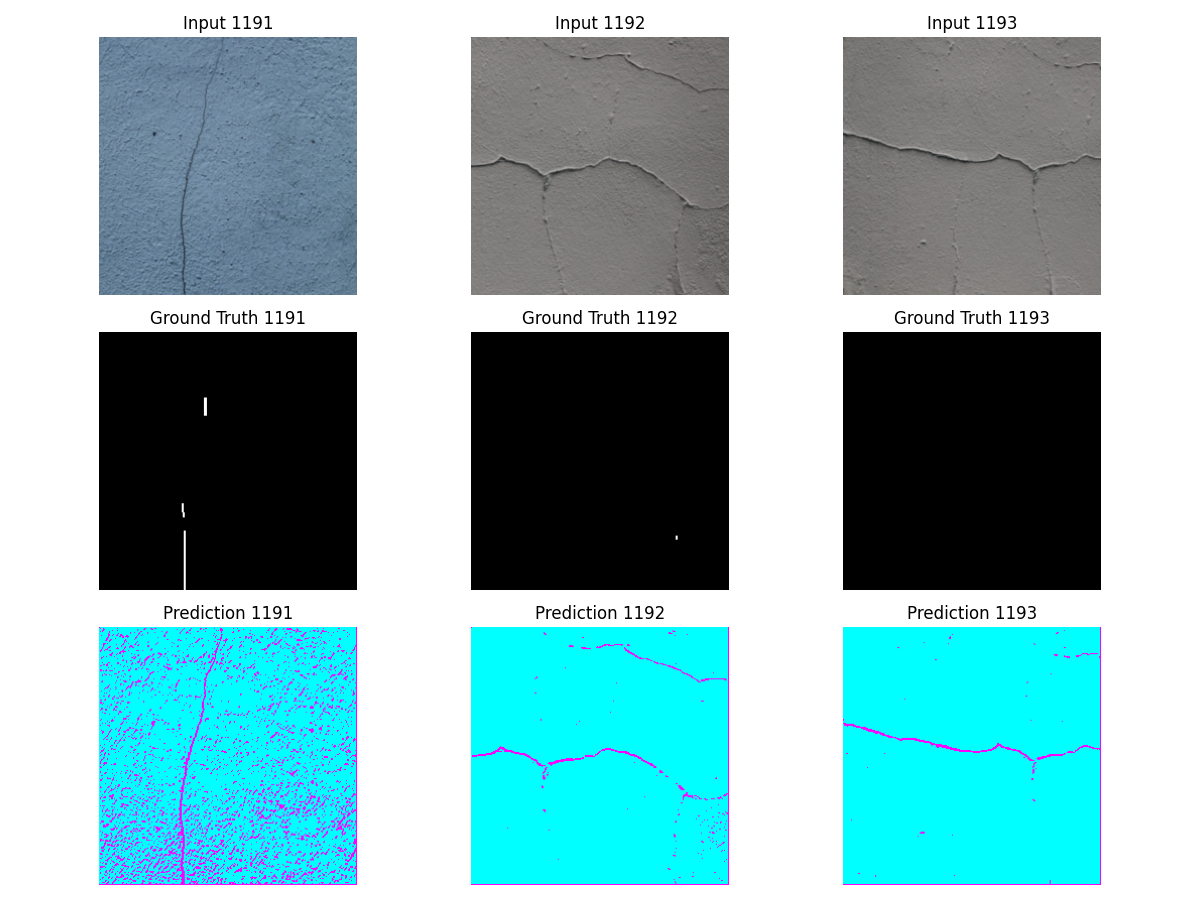 Input 1191
Input 1192
Input 1193
Ground Truth 1191
Ground Truth 1192
Ground Truth 1193
Prediction 1191
Prediction 1192
Prediction 1193